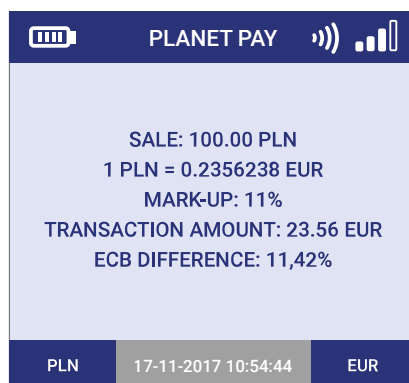 PLANET PAY
SALE: 100.00 PLN
1 PLN = 0.2356238 EUR
MARK-UP: 11%
TRANSACTION AMOUNT: 23.56 EUR
ECB DIFFERENCE: 11,42%
PLN 17-11-2017 10:54:44 EUR